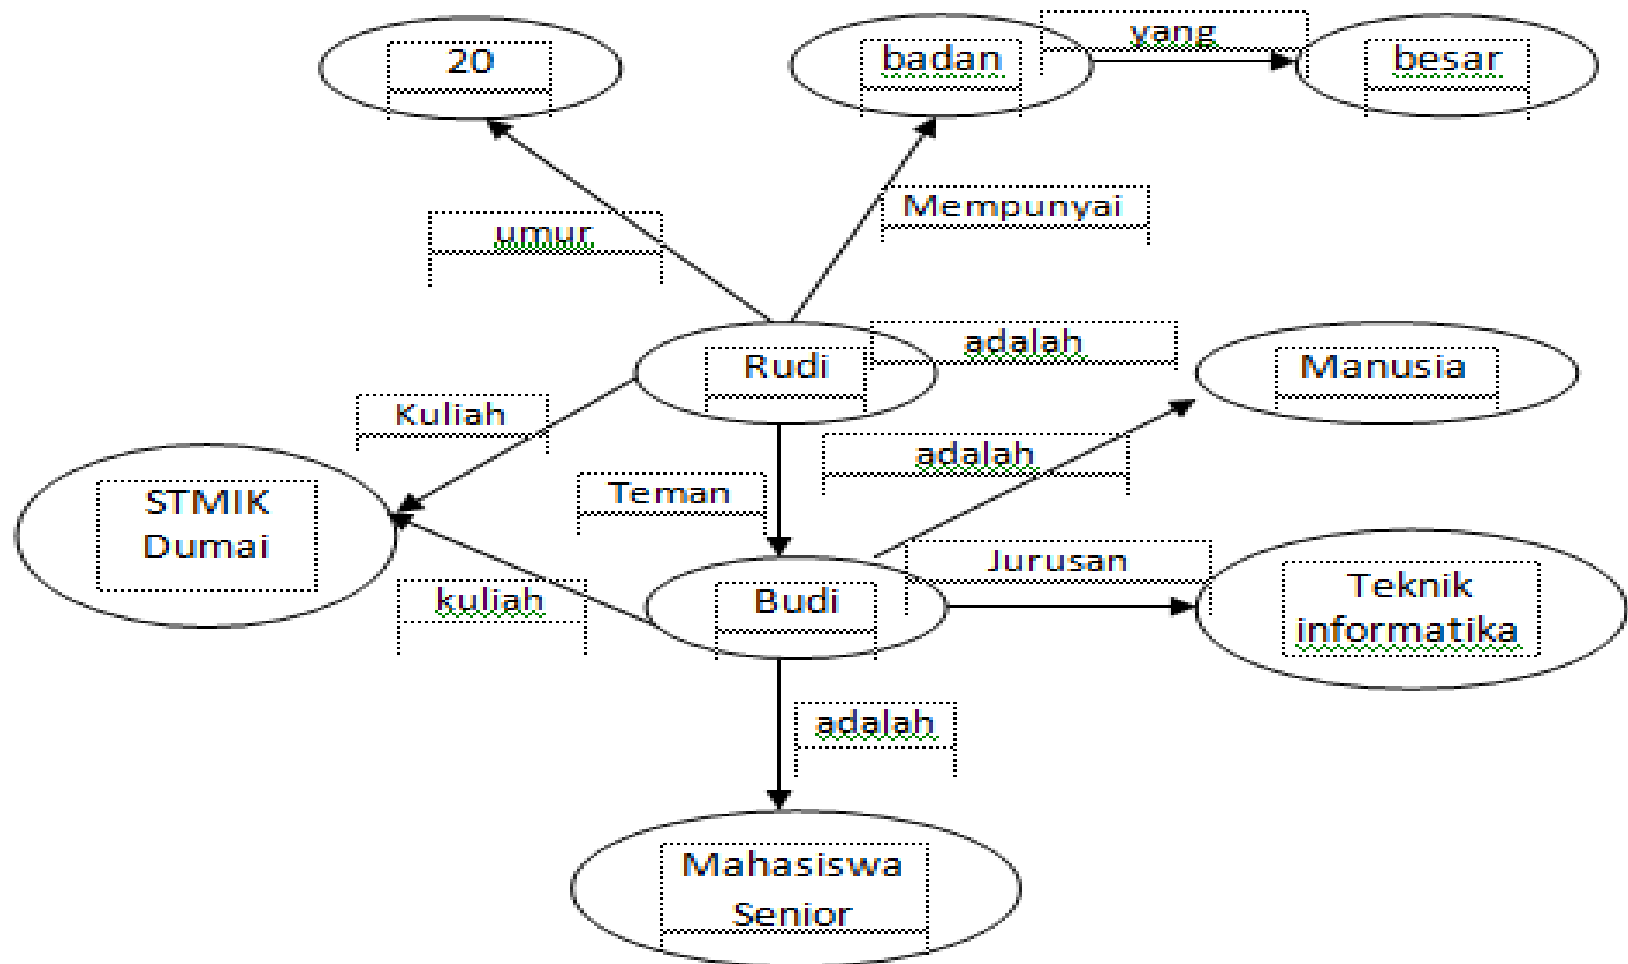 20
badan
yang
besar
umur
Mempunyai
Rudi
adalah
Manusia
Kuliah
adalah
STMIK
Dumai
Teman
kuliah
Budi
Jurusan
Teknik
informatika
adalah
Mahasiswa
Senior